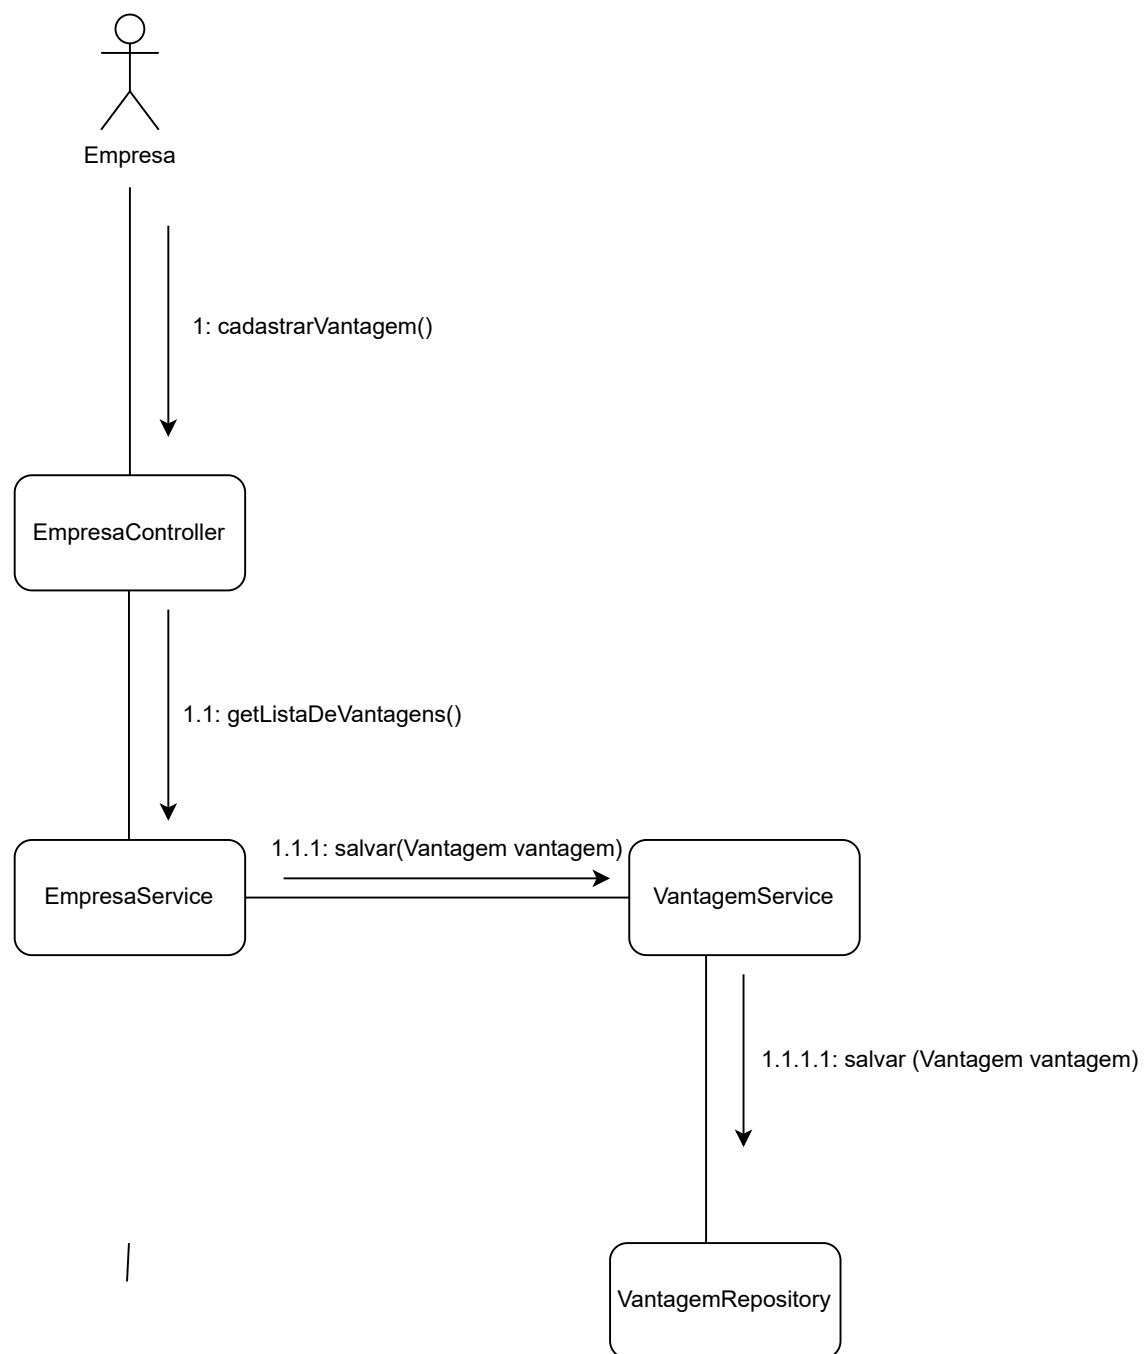 Empresa
1: cadastrarVantagem()
EmpresaController
1.1: getListaDeVantagens()
1.1.1: salvar(Vantagem vantagem)
EmpresaService
VantagemService
1.1.1.1: salvar (Vantagem vantagem)
VantagemRepository